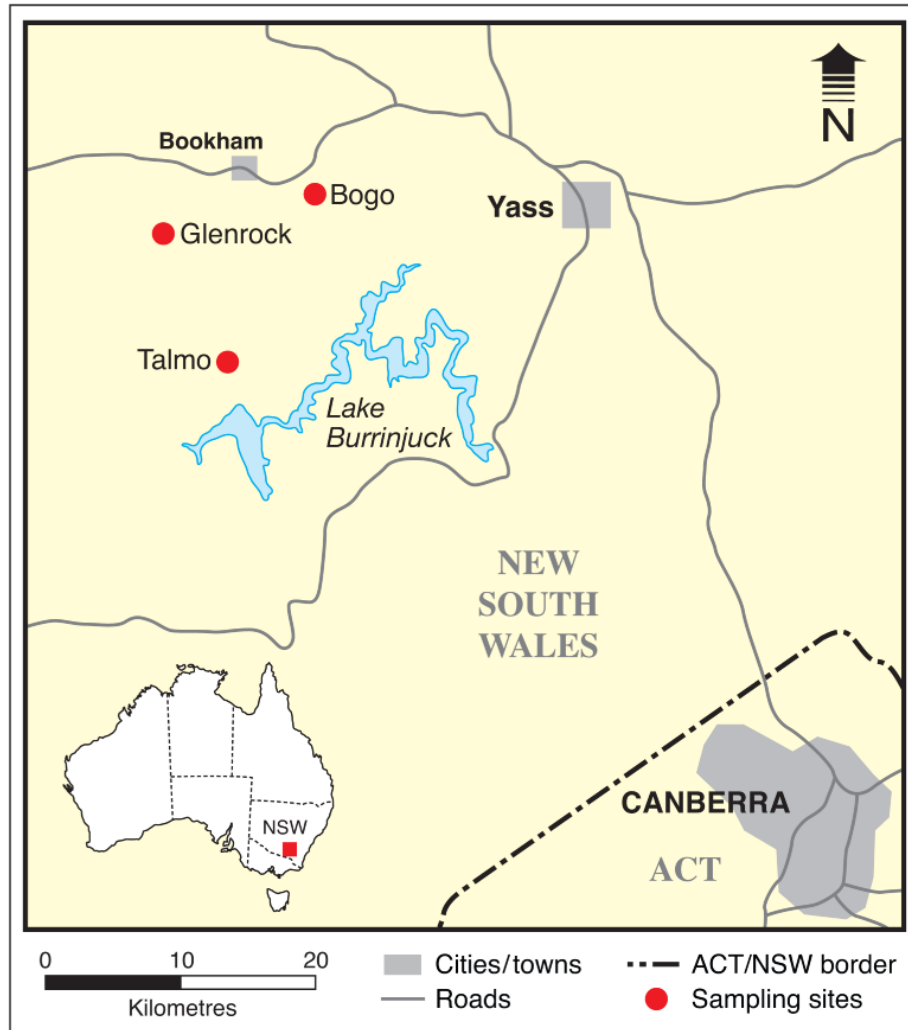 N
Bookham
Bogo
Yass
Glenrock
Talmo
Lake
Burrinjuck
NEW
SOUTH
WALES
CANBERRA
ACT
NSW
0 10 20
Kilometres
Cities/towns
Roads
ACT/NSW border
Sampling sites